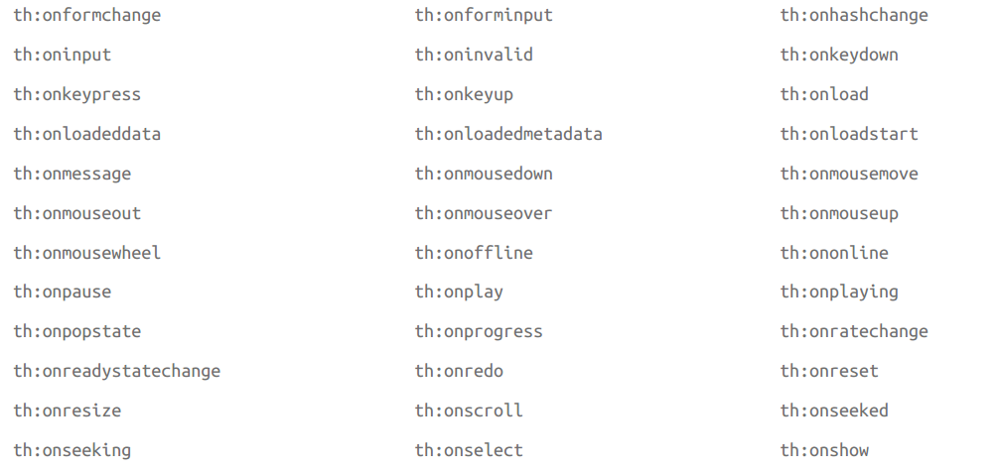 th:onformchange th:onforminput th:onhashchange
th:oninput th:oninvalid th:onkeydown
th:onkeypress th:onkeyup th:onload
th:onloadeddata th:onloadedmetadata th:onloadstart
th:onmessage th:onmousedown th:onmousemove
th:onmouseout th:onmouseover th:onmouseup
th:onmousewheel th:onoffline th:ononline
th:onpause th:onplay th:onplaying
th:onpopstate th:onprogress th:onratechange
th:onreadystatechange th:onredo th:onreset
th:onresize th:onscroll th:onseeked
th:onseeking th:onselect th:onshow